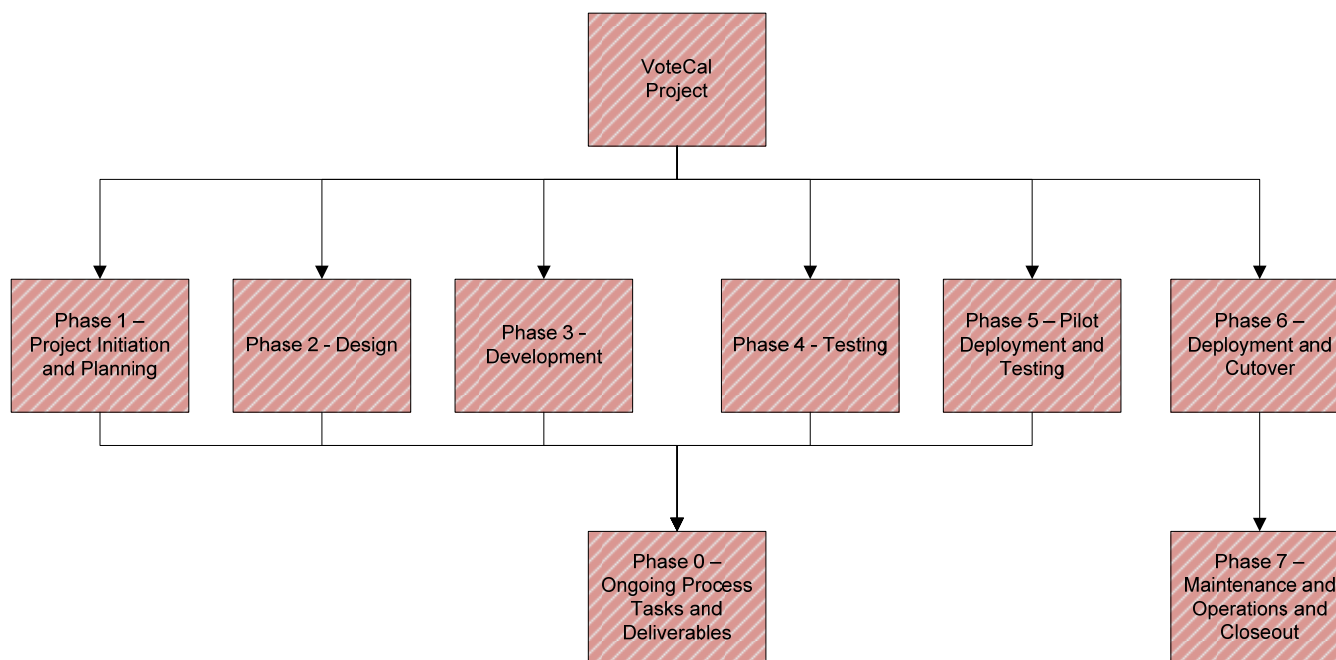 VoteCal
Project
Phase 1 –
Project Initiation
and Planning
Phase 2 - Design
Phase 3 -
Development
Phase 4 - Testing
Phase 5 – Pilot
Deployment and
Testing
Phase 6 –
Deployment and
Cutover
Phase 0 –
Ongoing Process
Tasks and
Deliverables
Phase 7 –
Maintenance and
Operations and
Closeout